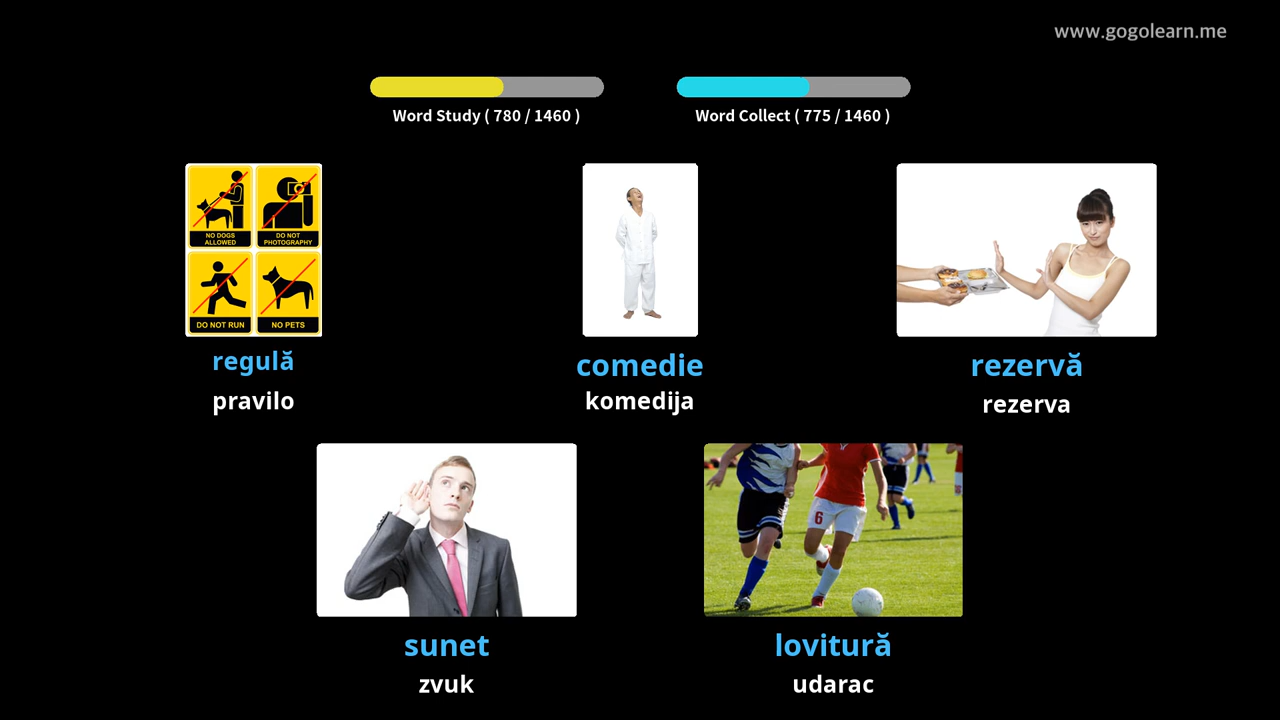 www.gogolearn.me
Word Study ( 780 / 1460 )
Word Collect ( 775 / 1460 )
NO DOGS
ALLOWED
DO NOT
PHOTOGRAPHY
DO NOT RUN
NO PETS
regulă
pravilo
comedie
komedija
rezervă
rezerva
6
sunet
zvuk
lovitură
udarac